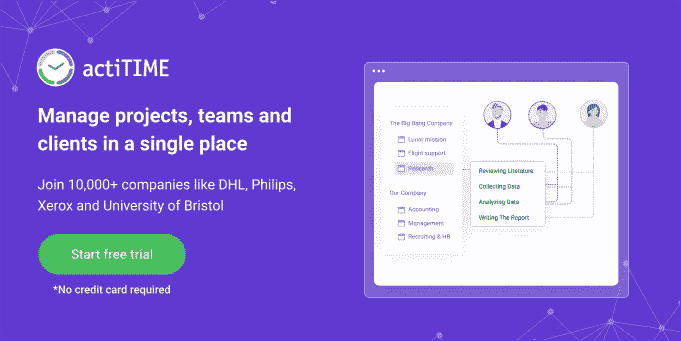 actiTIME
Manage projects, teams and
clients in a single place
Join 10,000+ companies like DHL, Philips,
Xerox and University of Bristol
Start free trial
*No credit card required
The Big Bang Company
Lunar mission
Flight support
Research
Our Company
Accounting
Management
Recruiting & HR
Reviewing Literature
Collecting Data
Analyzing Data
Writing The Report